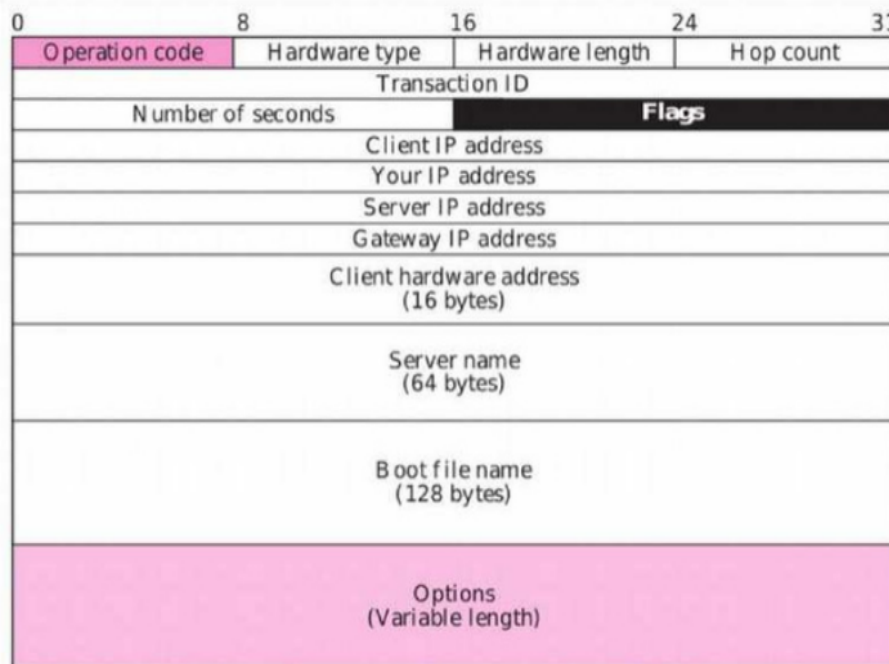 0 8 16 24 31
Operation code Hardware type Hardware length Hop count
Transaction ID
Number of seconds Flags
Client IP address
Your IP address
Server IP address
Gateway IP address
Client hardware address
(16 bytes)
Server name
(64 bytes)
Boot file name
(128 bytes)
Options
(Variable length)